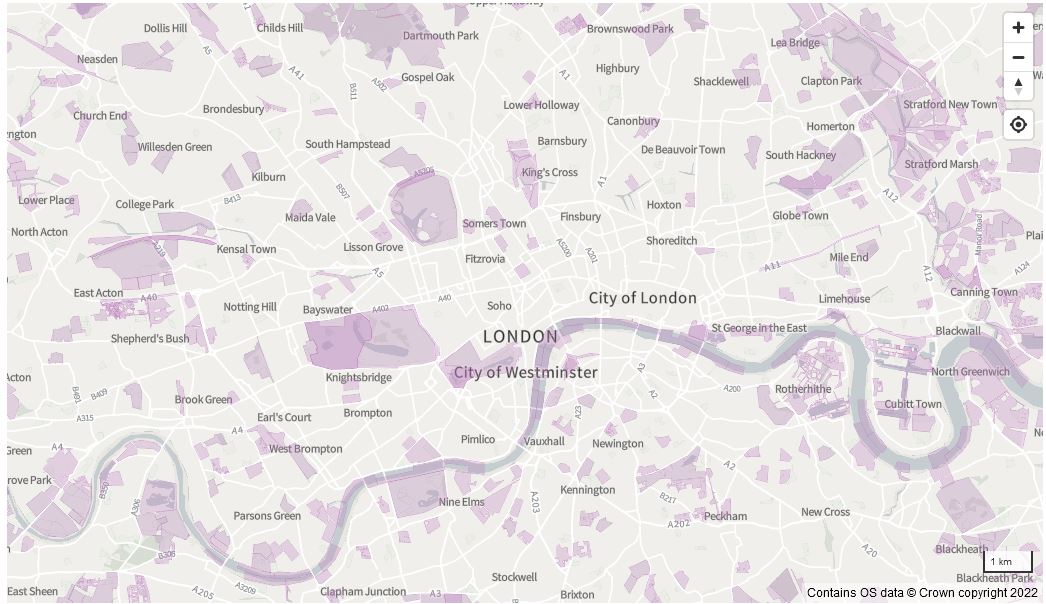 Dollis Hill
Childs Hill
Dartmouth Park
Brownswood Park
Lea Bridge
A5
A41
Neasden
Gospel Oak
A502
B511
Highbury
A1
Shacklewell
Clapton Park
Brondesbury
Lower Holloway
Stratford New Town
Church End
Canonbury
Homerton
ngton
Willesden Green
South Hampstead
Barnsbury
De Beauvoir Town
South Hackney
Stratford Marsh
Kilburn
B507
King's Cross
A1
A12
Lower Place
College Park
B413
Maida Vale
Hoxton
Globe Town
Somers Town
Finsbury
North Acton
Kensal Town
Lisson Grove
Shoreditch
Manor Road
Plai
A219
A5200
A201
Fitzrovia
Mile End
A5
A11
A12
A124
East Acton
A40
Notting Hill
Bayswater
A402
A40
Soho
City of London
Limehouse
Canning Town
Shepherd's Bush
LONDON
St George in the East
Blackwall
City of Westminster
A3
North Greenwich
Acton
Knightsbridge
A2
A200
Rotherhithe
B491
B409
Brook Green
Cubitt Town
A315
Earl's Court
Brompton
A23
A4
A4
Green
West Brompton
Pimlico
Vauxhall
Newington
A2
rove Park
B350
Kennington
B217
A306
Nine Elms
A203
Parsons Green
A202
Peckham
New Cross
B306
A20
Blackheath
1 km
East Sheen
A205
A3209
Clapham Junction
A3
Stockwell
Brixton
Blackheath Park
Contains OS data © Crown copyright 2022